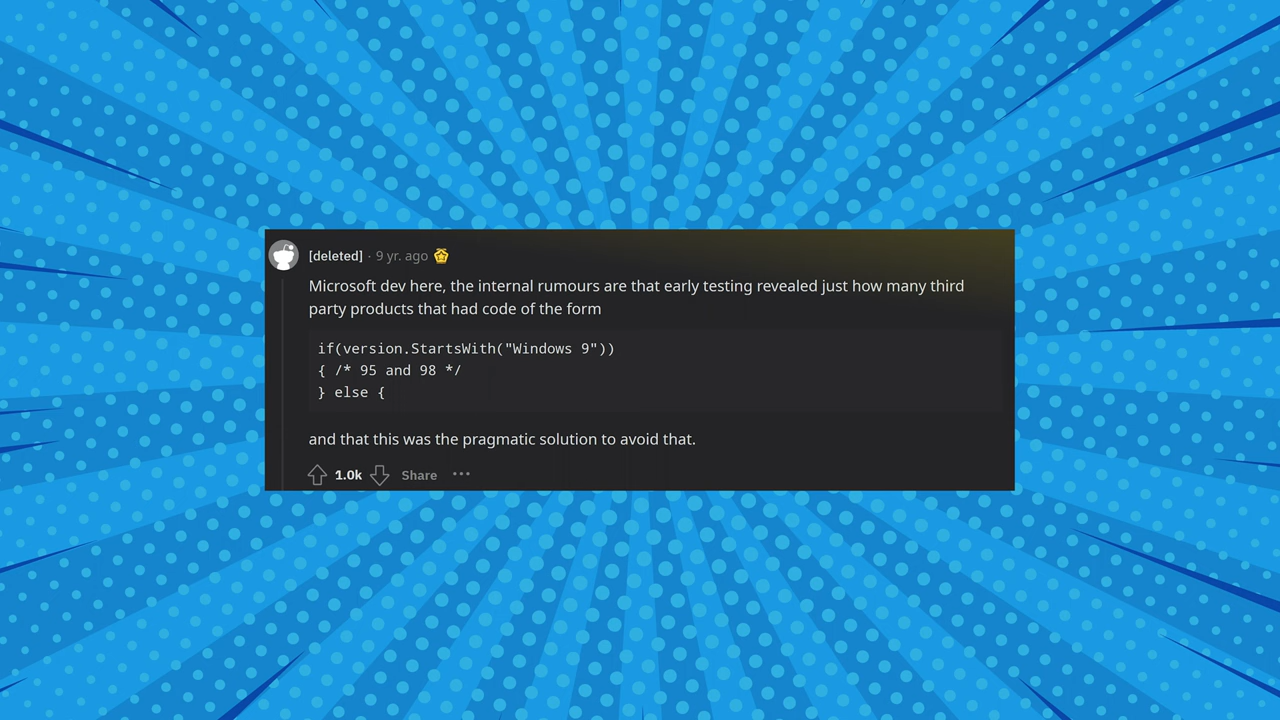 [deleted] · 9 yr. ago
Microsoft dev here, the internal rumours are that early testing revealed just how many third
party products that had code of the form
if(version.StartsWith("Windows 9"))
{ /* 95 and 98 */
} else {
and that this was the pragmatic solution to avoid that.
1.0k Share ···